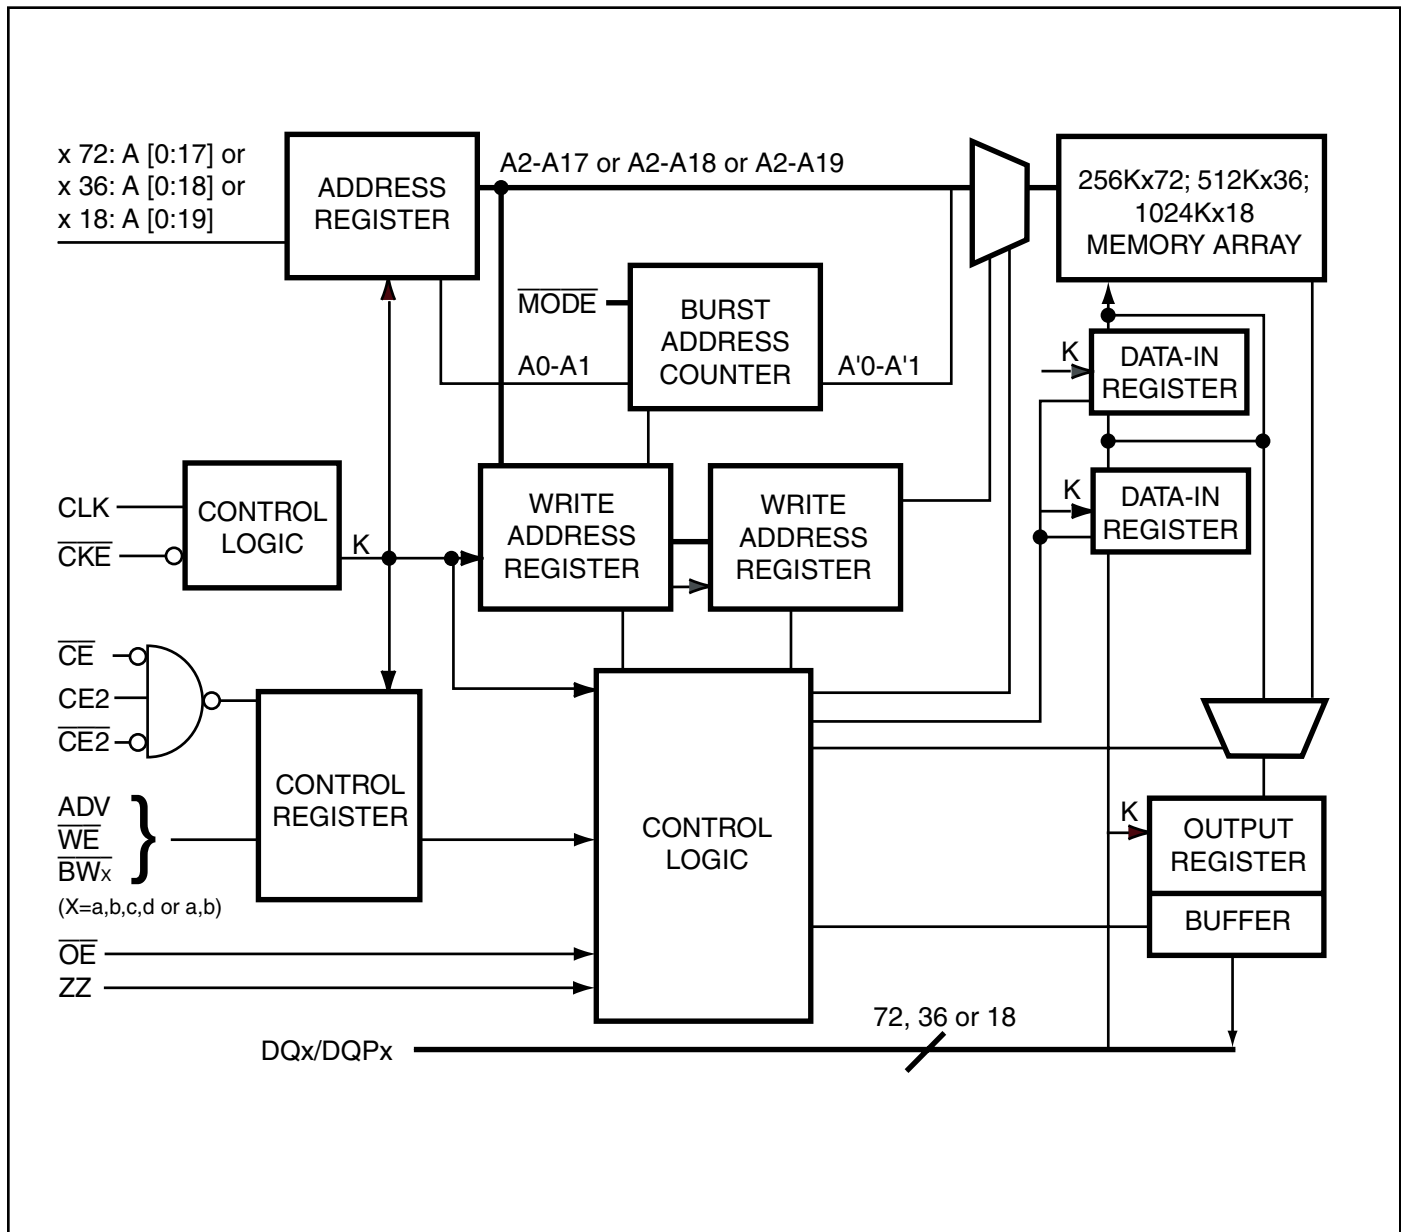 x 72: A [0:17] or
x 36: A [0:18] or
x 18: A [0:19]
ADDRESS
REGISTER
A2-A17 or A2-A18 or A2-A19
256Kx72; 512Kx36;
1024Kx18
MEMORY ARRAY
MODE
BURST
ADDRESS
COUNTER
A0-A1
A'0-A'1
K
DATA-IN
REGISTER
K
DATA-IN
REGISTER
CLK
CKE
CONTROL
LOGIC
K
WRITE
ADDRESS
REGISTER
WRITE
ADDRESS
REGISTER
CE
CE2
CE2
CONTROL
REGISTER
ADV
WE
BWx
}
(X=a,b,c,d or a,b)
CONTROL
LOGIC
K
OUTPUT
REGISTER
BUFFER
OE
ZZ
72, 36 or 18
DQx/DQPx